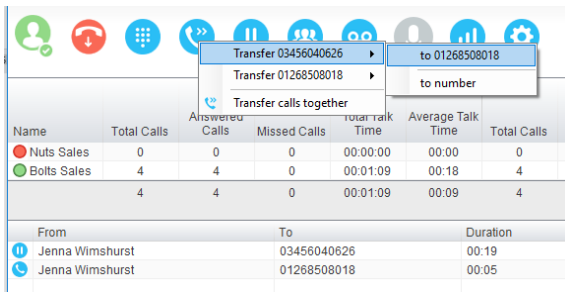 Transfer 03456040626
to 01268508018
Transfer 01268508018
to number
Transfer calls together
Name Total Calls Answered Calls Missed Calls Total Talk Time Average Talk Time Total Calls
Nuts Sales 0 0 0 00:00:00 00:00 0
Bolts Sales 4 4 0 00:01:09 00:18 4
4 4 0 00:01:09 00:09 4
From To Duration
Jenna Wimshurst 03456040626 00:19
Jenna Wimshurst 01268508018 00:05